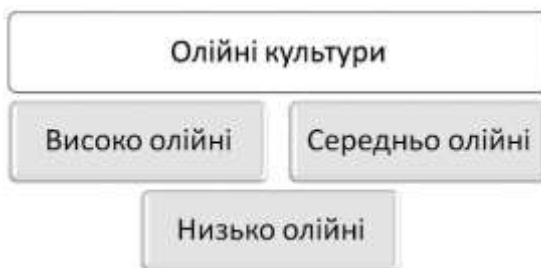 Олійні культури
Високо олійні
Середньо олійні
Низько олійні